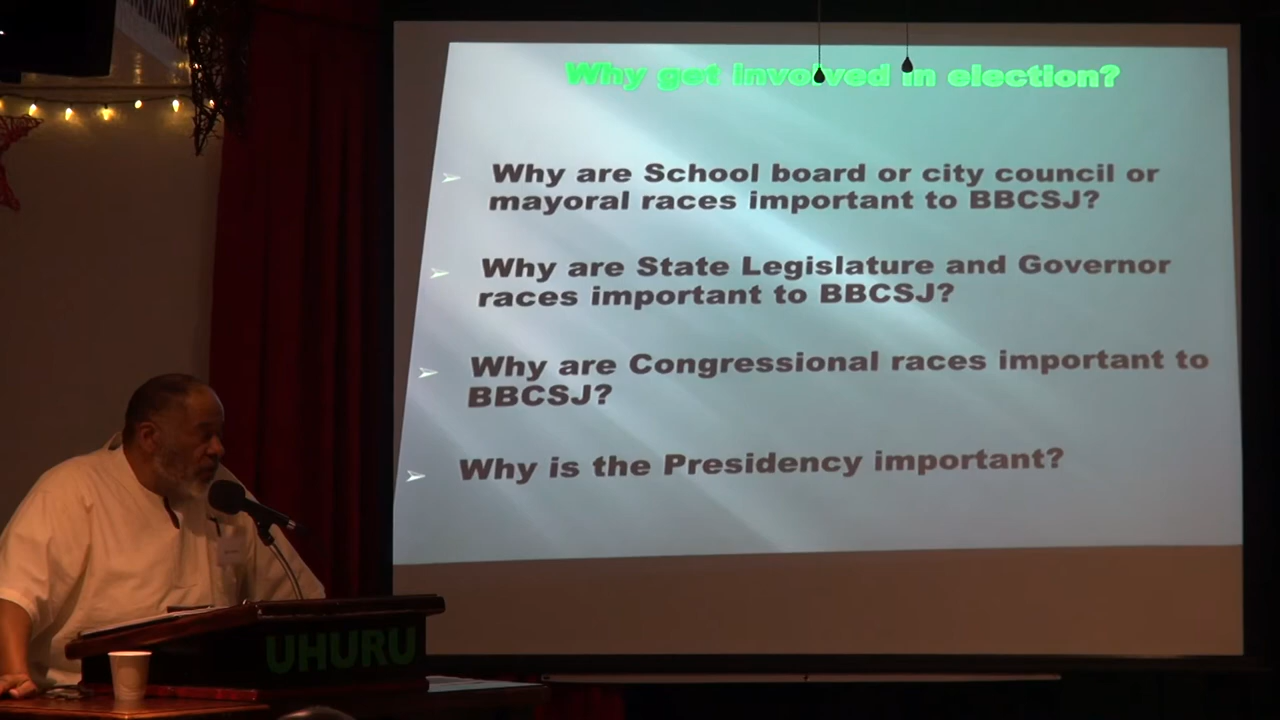 Why get involved in election?
Why are School board or city council or
mayoral races important to BBCSJ?
Why are State Legislature and Governor
races important to BBCSJ?
Why are Congressional races important to
BBCSJ?
Why is the Presidency important?
UHURU